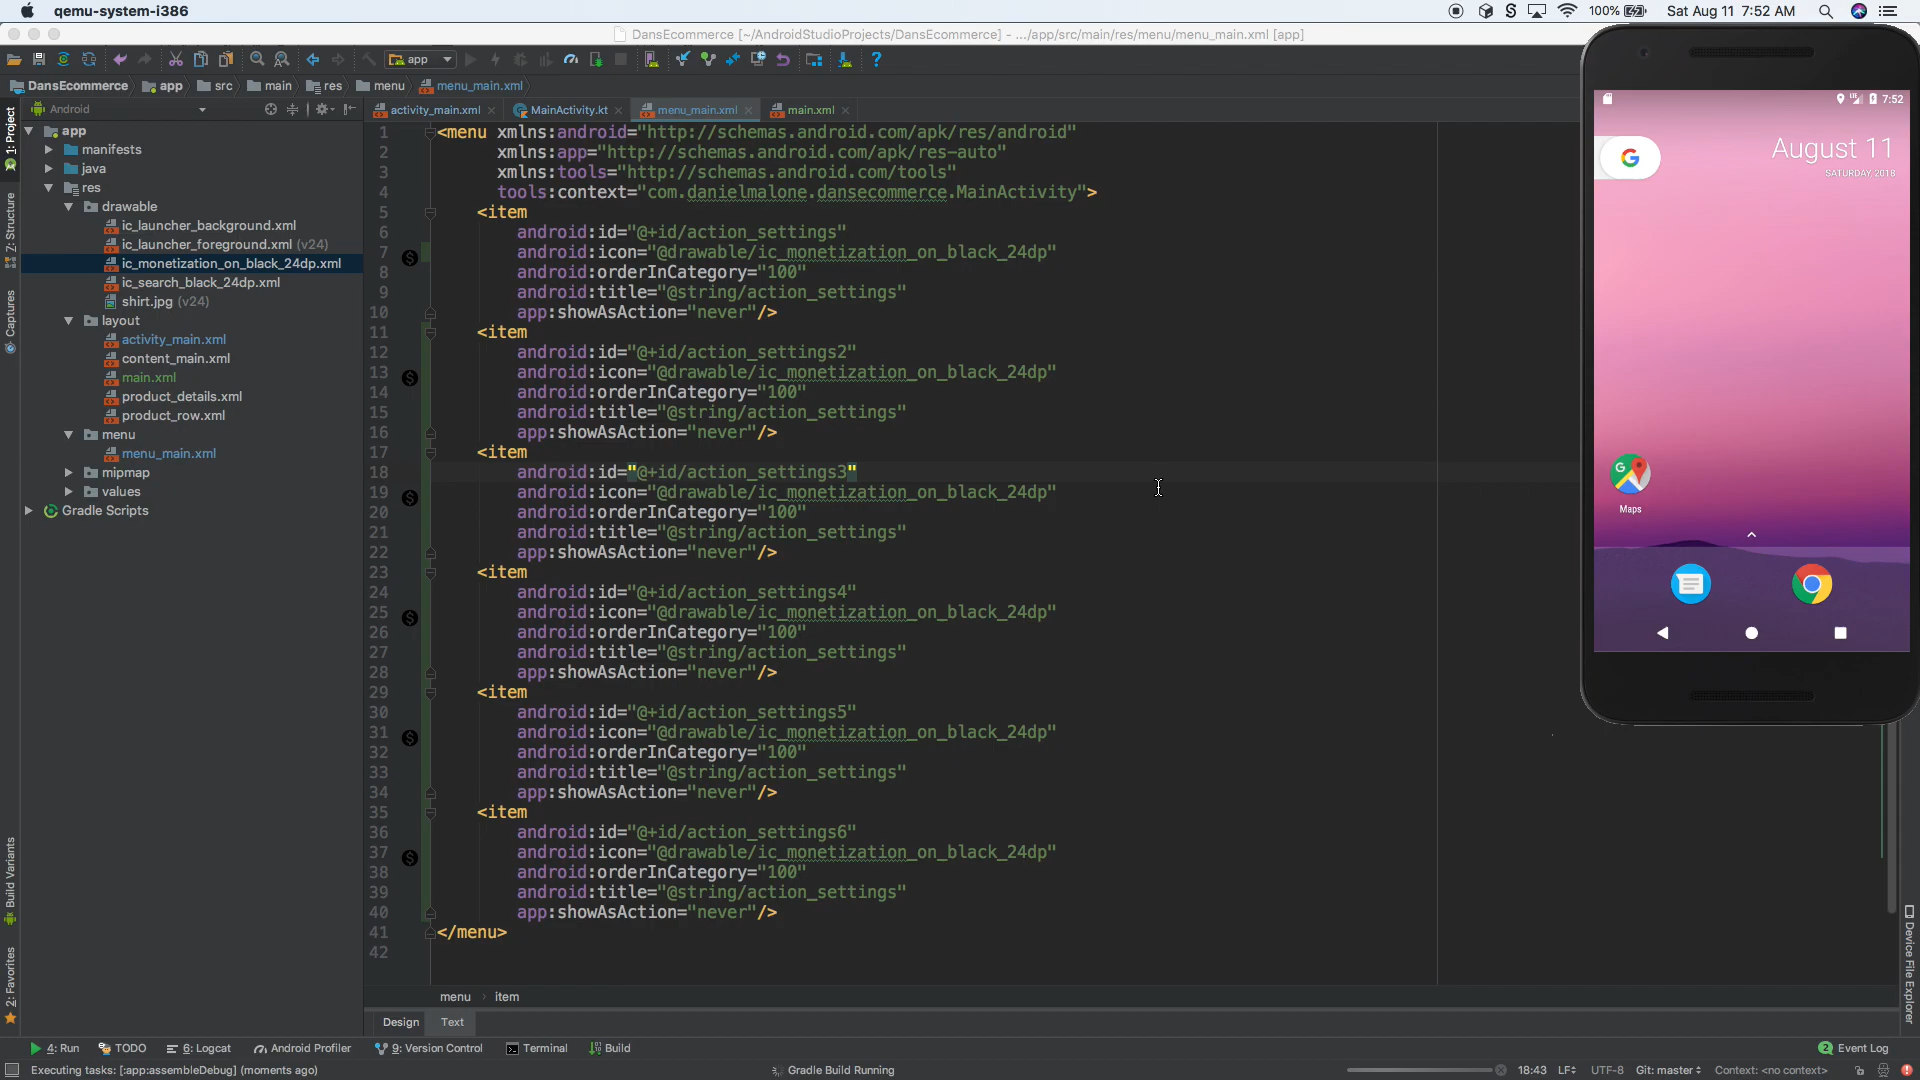 qemu-system-i386
100%
Sat Aug 11 7:52 AM
DansEcommerce [~/AndroidStudioProjects/DansEcommerce] - .../app/src/main/res/menu/menu_main.xml [app]
app
DansEcommerce
app
src
main
res
menu
menu_main.xml
Android
activity_main.xml
MainActivity.kt
menu_main.xml
main.xml
1: Project
Z: Structure
Captures
Build Variants
2: Favorites
app
manifests
java
res
drawable
ic_launcher_background.xml
ic_launcher_foreground.xml (v24)
ic_monetization_on_black_24dp.xml
ic_search_black_24dp.xml
shirt.jpg (v24)
layout
activity_main.xml
content_main.xml
main.xml
product_details.xml
product_row.xml
menu
menu_main.xml
mipmap
values
Gradle Scripts
1 <menu xmlns:android="http://schemas.android.com/apk/res/android"
2 xmlns:app="http://schemas.android.com/apk/res-auto"
3 xmlns:tools="http://schemas.android.com/tools"
4 tools:context="com.danielmalone.dansecommerce.MainActivity">
5 <item
6 android:id="@+id/action_settings"
7 android:icon="@drawable/ic_monetization_on_black_24dp"
8 android:orderInCategory="100"
9 android:title="@string/action_settings"
10 app:showAsAction="never"/>
11 <item
12 android:id="@+id/action_settings2"
13 android:icon="@drawable/ic_monetization_on_black_24dp"
14 android:orderInCategory="100"
15 android:title="@string/action_settings"
16 app:showAsAction="never"/>
17 <item
18 android:id="@+id/action_settings3"
19 android:icon="@drawable/ic_monetization_on_black_24dp"
20 android:orderInCategory="100"
21 android:title="@string/action_settings"
22 app:showAsAction="never"/>
23 <item
24 android:id="@+id/action_settings4"
25 android:icon="@drawable/ic_monetization_on_black_24dp"
26 android:orderInCategory="100"
27 android:title="@string/action_settings"
28 app:showAsAction="never"/>
29 <item
30 android:id="@+id/action_settings5"
31 android:icon="@drawable/ic_monetization_on_black_24dp"
32 android:orderInCategory="100"
33 android:title="@string/action_settings"
34 app:showAsAction="never"/>
35 <item
36 android:id="@+id/action_settings6"
37 android:icon="@drawable/ic_monetization_on_black_24dp"
38 android:orderInCategory="100"
39 android:title="@string/action_settings"
40 app:showAsAction="never"/>
41 </menu>
42
menu › item
Design
Text
7:52
August 11
SATURDAY, 2018
Maps
Device File Explorer
4: Run
TODO
6: Logcat
Android Profiler
9: Version Control
Terminal
Build
2 Event Log
Executing tasks: [:app:assembleDebug] (moments ago)
Gradle Build Running
18:43
LF
UTF-8
Git: master
Context: <no context>